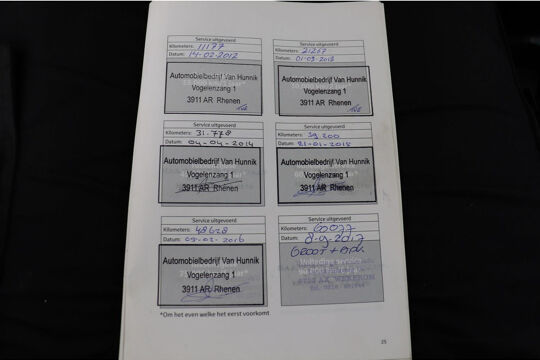 Service uitgevoerd
Kilometers: 11177
Datum: 14-02-2012
Automobielbedrijf Van Hunnik
Vogelenzang 1
3911 AR Rhenen
Service uitgevoerd
Kilometers: 21267
Datum: 01-03-2013
Automobielbedrijf Van Hunnik
Vogelenzang 1
3911 AR Rhenen
Service uitgevoerd
Kilometers: 31.778
Datum: 04-04-2014
Automobielbedrijf Van Hunnik
Vogelenzang 1
3911 AR Rhenen
Service uitgevoerd
Kilometers: 39.200
Datum: 21-01-2015
Automobielbedrijf Van Hunnik
Vogelenzang 1
3911 AR Rhenen
Service uitgevoerd
Kilometers: 48628
Datum: 09-02-2016
Automobielbedrijf Van Hunnik
Vogelenzang 1
3911 AR Rhenen
Service uitgevoerd
Kilometers: 60077
Datum: 8-9-2017
GROOT +
Volledige service
*Om het even welke het eerst voorkomt
25